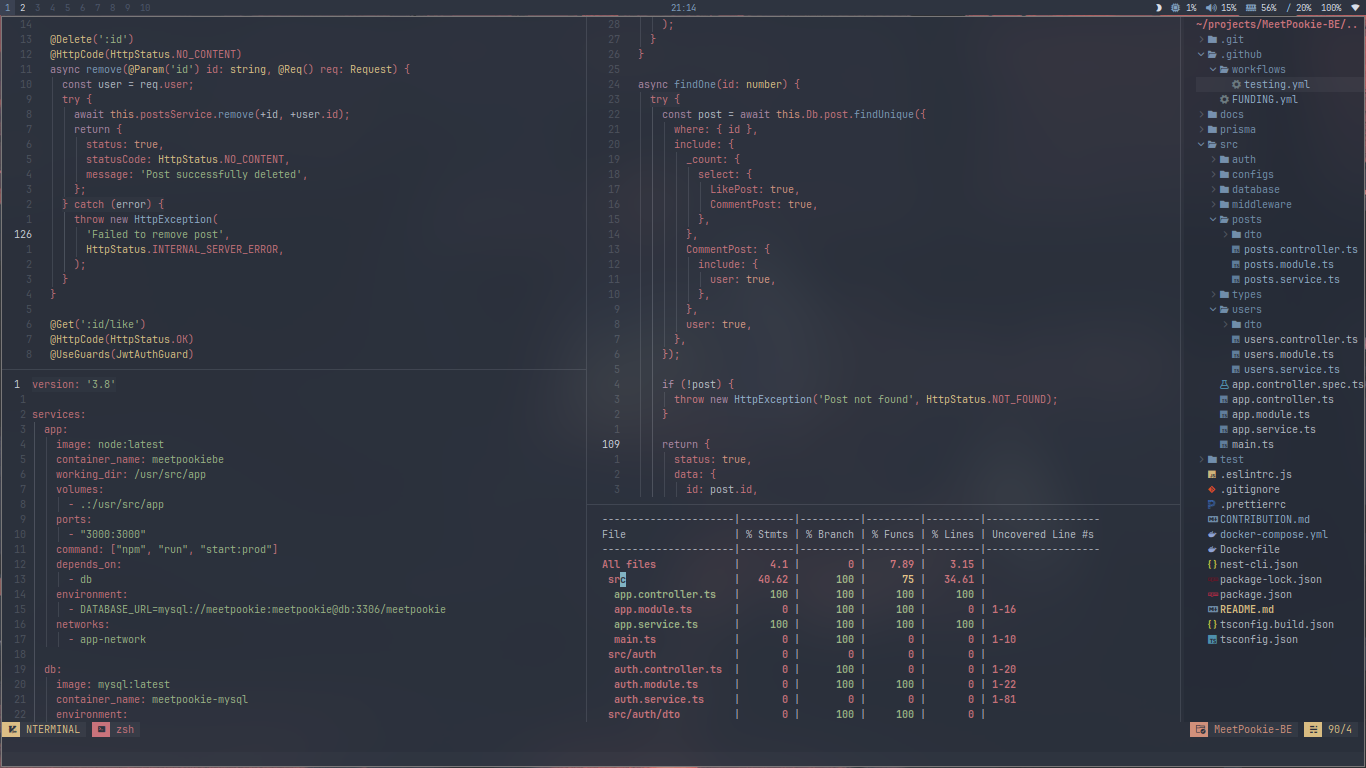 1 2 3 4 5 6 7 8 9 10
21:14
1% 15% 56% / 20% 100%
14
13 @Delete(':id')
12 @HttpCode(HttpStatus.NO_CONTENT)
11 async remove(@Param('id') id: string, @Req() req: Request) {
10 const user = req.user;
9 try {
8 await this.postsService.remove(+id, +user.id);
7 return {
6 status: true,
5 statusCode: HttpStatus.NO_CONTENT,
4 message: 'Post successfully deleted',
3 };
2 } catch (error) {
1 throw new HttpException(
126 'Failed to remove post',
1 HttpStatus.INTERNAL_SERVER_ERROR,
2 );
3 }
4 }
5
6 @Get(':id/like')
7 @HttpCode(HttpStatus.OK)
8 @UseGuards(JwtAuthGuard)
1 version: '3.8'
1
2 services:
3 app:
4 image: node:latest
5 container_name: meetpookiebe
6 working_dir: /usr/src/app
7 volumes:
8 - .:/usr/src/app
9 ports:
10 - "3000:3000"
11 command: ["npm", "run", "start:prod"]
12 depends_on:
13 - db
14 environment:
15 - DATABASE_URL=mysql://meetpookie:meetpookie@db:3306/meetpookie
16 networks:
17 - app-network
18
19 db:
20 image: mysql:latest
21 container_name: meetpookie-mysql
22 environment:
28 );
27 }
26 }
25
24 async findOne(id: number) {
23 try {
22 const post = await this.Db.post.findUnique({
21 where: { id },
20 include: {
19 _count: {
18 select: {
17 LikePost: true,
16 CommentPost: true,
15 },
14 },
13 CommentPost: {
12 include: {
11 user: true,
10 },
9 },
8 user: true,
7 },
6 });
5
4 if (!post) {
3 throw new HttpException('Post not found', HttpStatus.NOT_FOUND);
2 }
1
109 return {
1 status: true,
2 data: {
3 id: post.id,
----------------------|---------|----------|---------|---------|-------------------
File | % Stmts | % Branch | % Funcs | % Lines | Uncovered Line #s
----------------------|---------|----------|---------|---------|-------------------
All files | 4.1 | 0 | 7.89 | 3.15 |
src | 40.62 | 100 | 75 | 34.61 |
app.controller.ts | 100 | 100 | 100 | 100 |
app.module.ts | 0 | 100 | 100 | 0 | 1-16
app.service.ts | 100 | 100 | 100 | 100 |
main.ts | 0 | 100 | 0 | 0 | 1-10
src/auth | 0 | 0 | 0 | 0 |
auth.controller.ts | 0 | 100 | 0 | 0 | 1-20
auth.module.ts | 0 | 100 | 100 | 0 | 1-22
auth.service.ts | 0 | 0 | 0 | 0 | 1-81
src/auth/dto | 0 | 100 | 100 | 0 |
~/projects/MeetPookie-BE/..
.git
.github
workflows
testing.yml
FUNDING.yml
docs
prisma
src
auth
configs
database
middleware
posts
dto
posts.controller.ts
posts.module.ts
posts.service.ts
types
users
dto
users.controller.ts
users.module.ts
users.service.ts
app.controller.spec.ts
app.controller.ts
app.module.ts
app.service.ts
main.ts
test
.eslintrc.js
.gitignore
.prettierrc
CONTRIBUTION.md
docker-compose.yml
Dockerfile
nest-cli.json
package-lock.json
package.json
README.md
tsconfig.build.json
tsconfig.json
NTERMINAL zsh
MeetPookie-BE 90/4